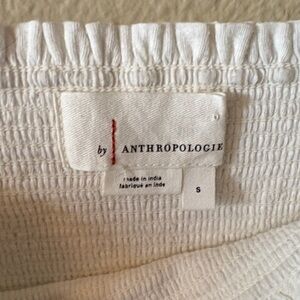 by ANTHROPOLOGIE
made in india
fabriqué en inde
S